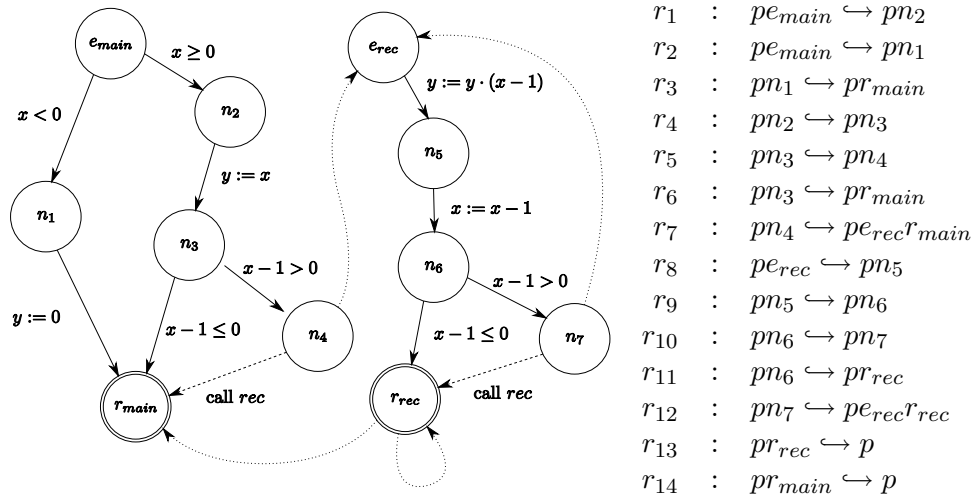 e_main
x ≥ 0
x < 0
n_2
y := x
n_1
n_3
x − 1 > 0
y := 0
x − 1 ≤ 0
n_4
call rec
r_main
e_rec
y := y · (x−1)
n_5
x := x − 1
n_6
x − 1 > 0
x − 1 ≤ 0
n_7
call rec
r_rec
r_1 : pe_main ↪ pn_2
r_2 : pe_main ↪ pn_1
r_3 : pn_1 ↪ pr_main
r_4 : pn_2 ↪ pn_3
r_5 : pn_3 ↪ pn_4
r_6 : pn_3 ↪ pr_main
r_7 : pn_4 ↪ pe_rec r_main
r_8 : pe_rec ↪ pn_5
r_9 : pn_5 ↪ pn_6
r_10 : pn_6 ↪ pn_7
r_11 : pn_6 ↪ pr_rec
r_12 : pn_7 ↪ pe_rec r_rec
r_13 : pr_rec ↪ p
r_14 : pr_main ↪ p